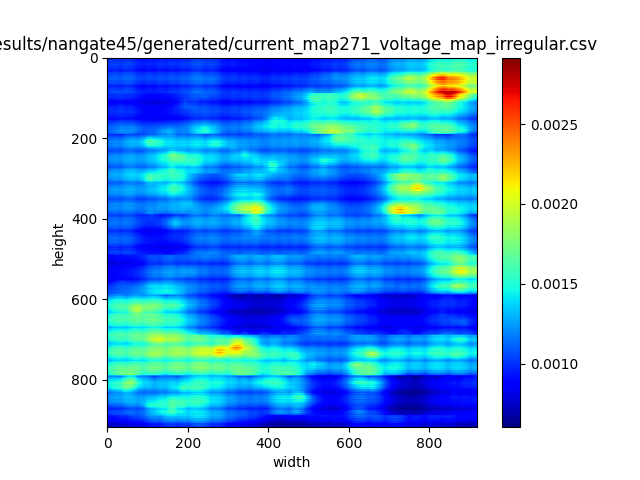 esults/nangate45/generated/current_map271_voltage_map_irregular.csv
0
200
400
600
800
height
0 200 400 600 800
width
0.0025
0.0020
0.0015
0.0010